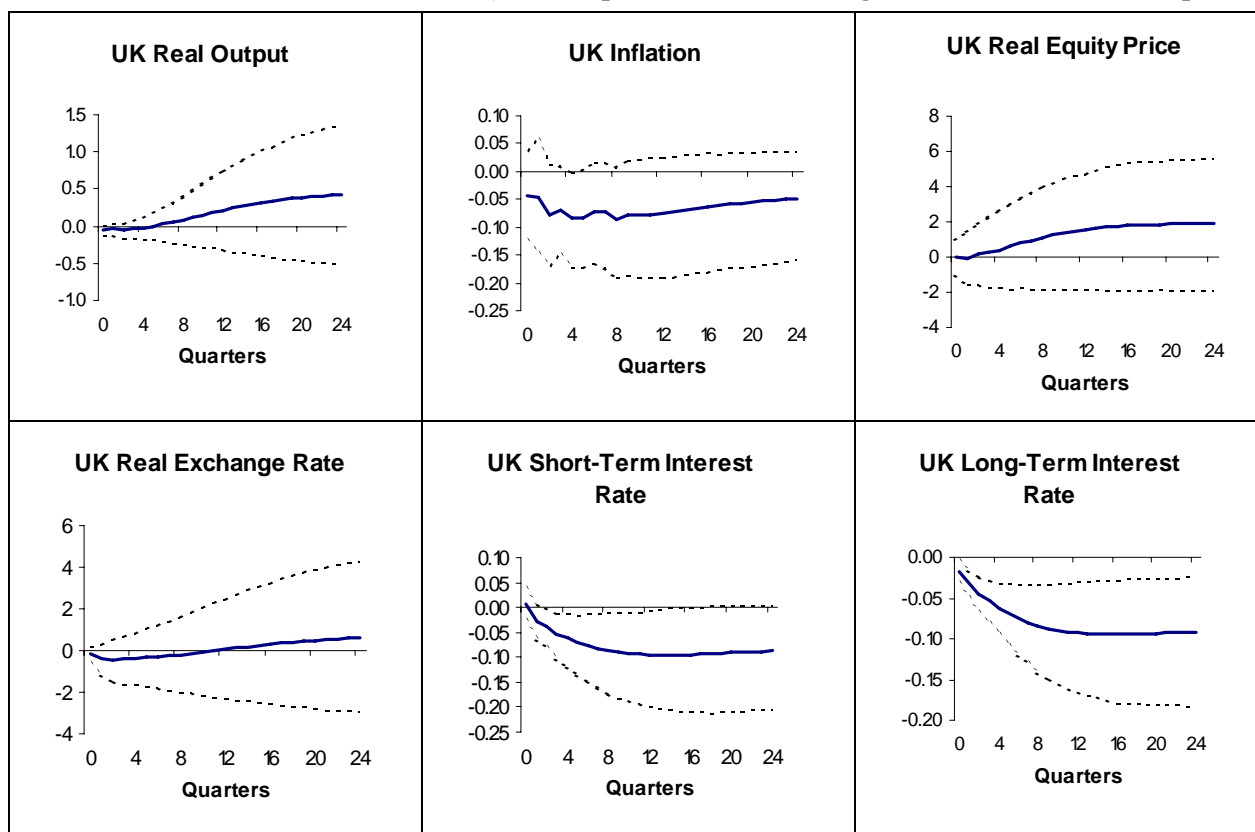 UK Real Output
1.5
1.0
0.5
0.0
-0.5
-1.0
0 4 8 12 16 20 24
Quarters
UK Inflation
0.10
0.05
0.00
-0.05
-0.10
-0.15
-0.20
-0.25
0 4 8 12 16 20 24
Quarters
UK Real Equity Price
8
6
4
2
0
-2
-4
0 4 8 12 16 20 24
Quarters
UK Real Exchange Rate
6
4
2
0
-2
-4
0 4 8 12 16 20 24
Quarters
UK Short-Term Interest
Rate
0.10
0.05
0.00
-0.05
-0.10
-0.15
-0.20
-0.25
0 4 8 12 16 20 24
Quarters
UK Long-Term Interest
Rate
0.00
-0.05
-0.10
-0.15
-0.20
0 4 8 12 16 20 24
Quarters